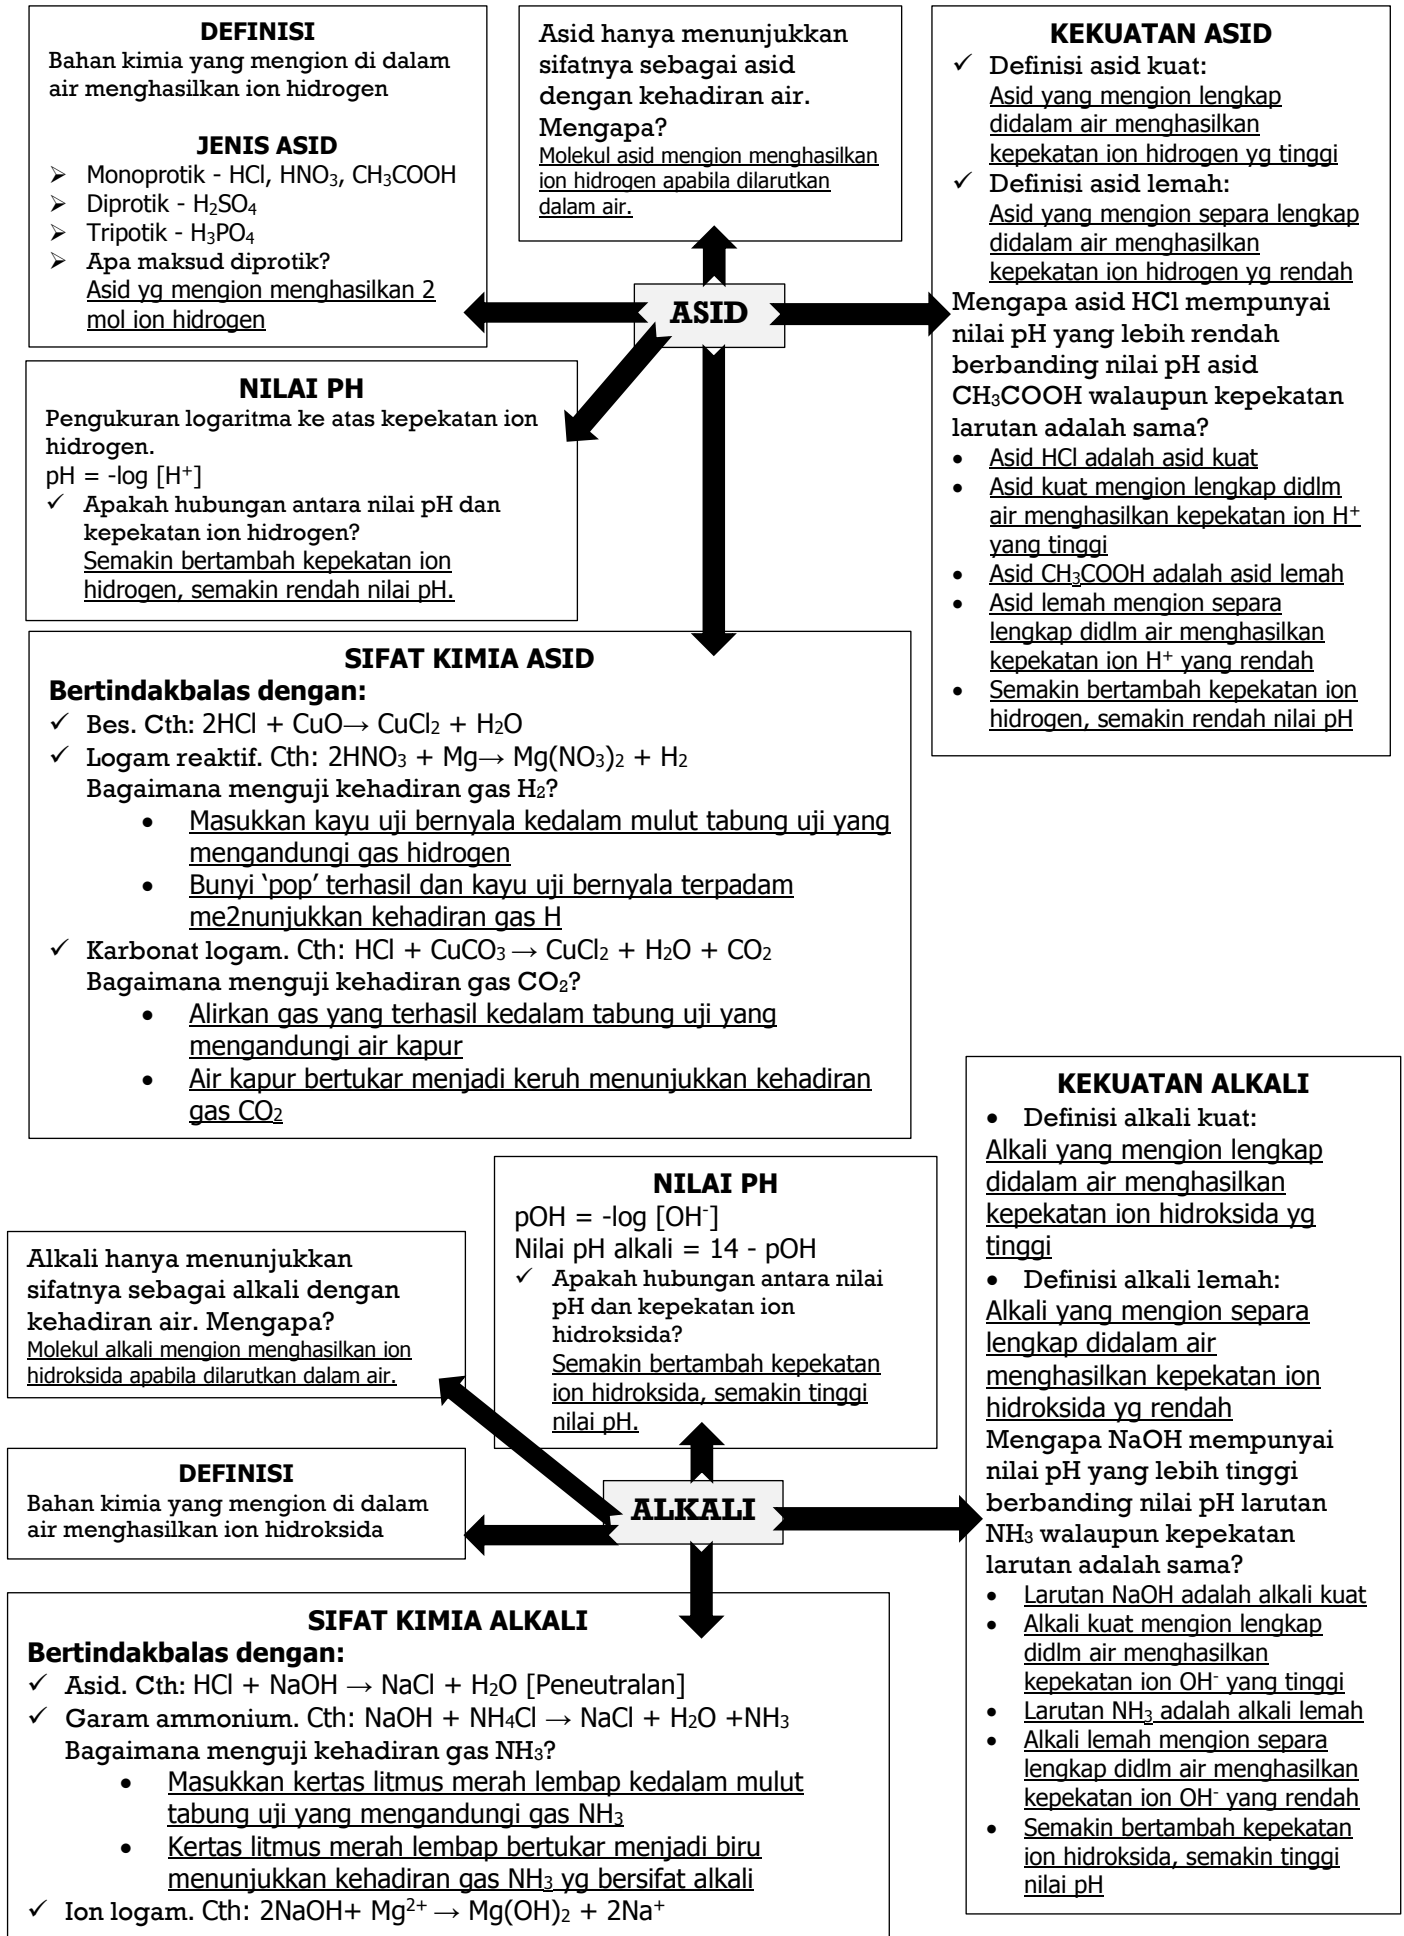 DEFINISI
Bahan kimia yang mengion di dalam
air menghasilkan ion hidrogen
JENIS ASID
➢ Monoprotik - HCl, HNO₃, CH₃COOH
➢ Diprotik - H₂SO₄
➢ Tripotik - H₃PO₄
➢ Apa maksud diprotik?
Asid yg mengion menghasilkan 2
mol ion hidrogen
Asid hanya menunjukkan
sifatnya sebagai asid
dengan kehadiran air.
Mengapa?
Molekul asid mengion menghasilkan
ion hidrogen apabila dilarutkan
dalam air.
KEKUATAN ASID
✓ Definisi asid kuat:
Asid yang mengion lengkap
didalam air menghasilkan
kepekatan ion hidrogen yg tinggi
✓ Definisi asid lemah:
Asid yang mengion separa lengkap
didalam air menghasilkan
kepekatan ion hidrogen yg rendah
Mengapa asid HCl mempunyai
nilai pH yang lebih rendah
berbanding nilai pH asid
CH₃COOH walaupun kepekatan
larutan adalah sama?
• Asid HCl adalah asid kuat
• Asid kuat mengion lengkap didlm
air menghasilkan kepekatan ion H⁺
yang tinggi
• Asid CH₃COOH adalah asid lemah
• Asid lemah mengion separa
lengkap didlm air menghasilkan
kepekatan ion H⁺ yang rendah
• Semakin bertambah kepekatan ion
hidrogen, semakin rendah nilai pH
ASID
NILAI PH
Pengukuran logaritma ke atas kepekatan ion
hidrogen.
pH = -log [H⁺]
✓ Apakah hubungan antara nilai pH dan
kepekatan ion hidrogen?
Semakin bertambah kepekatan ion
hidrogen, semakin rendah nilai pH.
SIFAT KIMIA ASID
Bertindakbalas dengan:
✓ Bes. Cth: 2HCl + CuO→ CuCl₂ + H₂O
✓ Logam reaktif. Cth: 2HNO₃ + Mg→ Mg(NO₃)₂ + H₂
Bagaimana menguji kehadiran gas H₂?
• Masukkan kayu uji bernyala kedalam mulut tabung uji yang
mengandungi gas hidrogen
• Bunyi ‘pop’ terhasil dan kayu uji bernyala terpadam
me2nunjukkan kehadiran gas H
✓ Karbonat logam. Cth: HCl + CuCO₃ → CuCl₂ + H₂O + CO₂
Bagaimana menguji kehadiran gas CO₂?
• Alirkan gas yang terhasil kedalam tabung uji yang
mengandungi air kapur
• Air kapur bertukar menjadi keruh menunjukkan kehadiran
gas CO₂
NILAI PH
pOH = -log [OH⁻]
Nilai pH alkali = 14 - pOH
✓ Apakah hubungan antara nilai
pH dan kepekatan ion
hidroksida?
Semakin bertambah kepekatan
ion hidroksida, semakin tinggi
nilai pH.
Alkali hanya menunjukkan
sifatnya sebagai alkali dengan
kehadiran air. Mengapa?
Molekul alkali mengion menghasilkan ion
hidroksida apabila dilarutkan dalam air.
DEFINISI
Bahan kimia yang mengion di dalam
air menghasilkan ion hidroksida
ALKALI
KEKUATAN ALKALI
• Definisi alkali kuat:
Alkali yang mengion lengkap
didalam air menghasilkan
kepekatan ion hidroksida yg
tinggi
• Definisi alkali lemah:
Alkali yang mengion separa
lengkap didalam air
menghasilkan kepekatan ion
hidroksida yg rendah
Mengapa NaOH mempunyai
nilai pH yang lebih tinggi
berbanding nilai pH larutan
NH₃ walaupun kepekatan
larutan adalah sama?
• Larutan NaOH adalah alkali kuat
• Alkali kuat mengion lengkap
didlm air menghasilkan
kepekatan ion OH⁻ yang tinggi
• Larutan NH₃ adalah alkali lemah
• Alkali lemah mengion separa
lengkap didlm air menghasilkan
kepekatan ion OH⁻ yang rendah
• Semakin bertambah kepekatan
ion hidroksida, semakin tinggi
nilai pH
SIFAT KIMIA ALKALI
Bertindakbalas dengan:
✓ Asid. Cth: HCl + NaOH → NaCl + H₂O [Peneutralan]
✓ Garam ammonium. Cth: NaOH + NH₄Cl → NaCl + H₂O +NH₃
Bagaimana menguji kehadiran gas NH₃?
• Masukkan kertas litmus merah lembap kedalam mulut
tabung uji yang mengandungi gas NH₃
• Kertas litmus merah lembap bertukar menjadi biru
menunjukkan kehadiran gas NH₃ yg bersifat alkali
✓ Ion logam. Cth: 2NaOH+ Mg²⁺ → Mg(OH)₂ + 2Na⁺